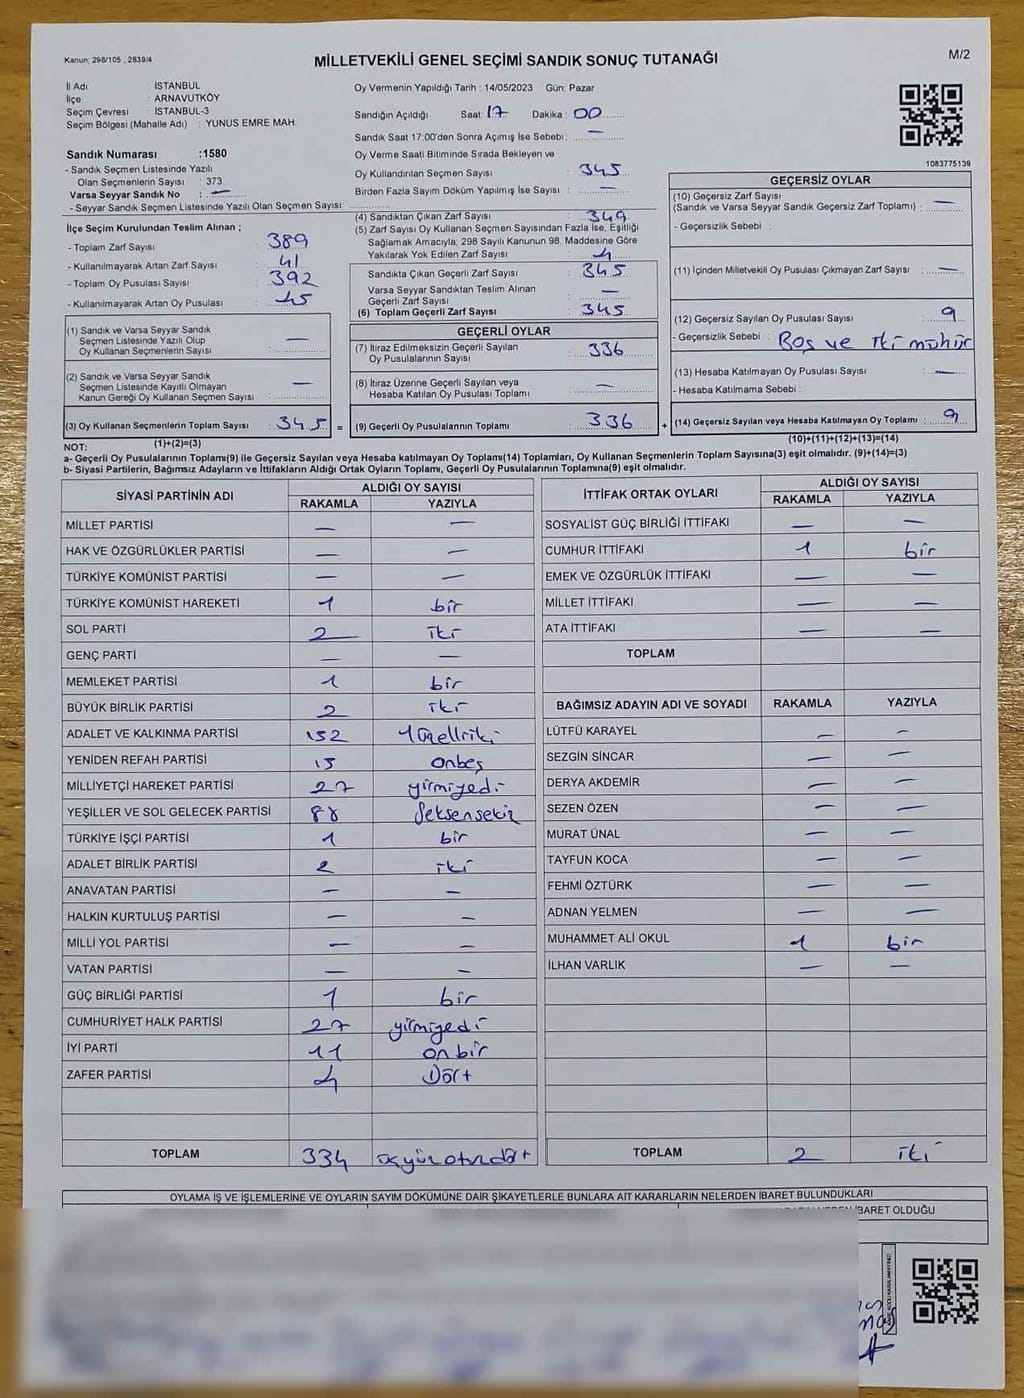 Kanun: 298/105 , 2839/4
MİLLETVEKİLİ GENEL SEÇİMİ SANDIK SONUÇ TUTANAĞI
M/2
İl Adı : İSTANBUL
İlçe : ARNAVUTKÖY
Seçim Çevresi : İSTANBUL-3
Seçim Bölgesi (Mahalle Adı) : YUNUS EMRE MAH.
Sandık Numarası :1580
- Sandık Seçmen Listesinde Yazılı
Olan Seçmenlerin Sayısı : 373
Varsa Seyyar Sandık No : —
- Seyyar Sandık Seçmen Listesinde Yazılı Olan Seçmen Sayısı:
Oy Vermenin Yapıldığı Tarih : 14/05/2023 Gün: Pazar
Sandığın Açıldığı Saat: 17 Dakika : 00
Sandık Saat 17:00'den Sonra Açımış İse Sebebi: —
Oy Verme Saati Bitiminde Sırada Bekleyen ve
Oy Kullandırılan Seçmen Sayısı : 345
Birden Fazla Sayım Döküm Yapılmış İse Sayısı : —
1083775139
İlçe Seçim Kurulundan Teslim Alınan ;
- Toplam Zarf Sayısı : 389
- Kullanılmayarak Artan Zarf Sayısı : 41
- Toplam Oy Pusulası Sayısı : 392
- Kullanılmayarak Artan Oy Pusulası : 45
(1) Sandık ve Varsa Seyyar Sandık
Seçmen Listesinde Yazılı Olup
Oy Kullanan Seçmenlerin Sayısı : —
(2) Sandık ve Varsa Seyyar Sandık
Seçmen Listesinde Kayıtlı Olmayan
Kanun Gereği Oy Kullanan Seçmen Sayısı : —
(3) Oy Kullanan Seçmenlerin Toplam Sayısı : 345 =
(1)+(2)=(3)
(4) Sandıktan Çıkan Zarf Sayısı : 349
(5) Zarf Sayısı Oy Kullanan Seçmen Sayısından Fazla İse, Eşitliği
Sağlamak Amacıyla; 298 Sayılı Kanunun 98. Maddesine Göre
Yakılarak Yok Edilen Zarf Sayısı : 4
Sandıkta Çıkan Geçerli Zarf Sayısı : 345
Varsa Seyyar Sandıktan Teslim Alınan
Geçerli Zarf Sayısı : —
(6) Toplam Geçerli Zarf Sayısı : 345
GEÇERLİ OYLAR
(7) İtiraz Edilmeksizin Geçerli Sayılan
Oy Pusulalarının Sayısı : 336
(8) İtiraz Üzerine Geçerli Sayılan veya
Hesaba Katılan Oy Pusulası Toplamı : —
(9) Geçerli Oy Pusulalarının Toplamı : 336 +
GEÇERSİZ OYLAR
(10) Geçersiz Zarf Sayısı
(Sandık ve Varsa Seyyar Sandık Geçersiz Zarf Toplamı) : —
- Geçersizlik Sebebi :
(11) İçinden Milletvekili Oy Pusulası Çıkmayan Zarf Sayısı : —
(12) Geçersiz Sayılan Oy Pusulası Sayısı : 9
- Geçersizlik Sebebi : Boş ve iki mühür
(13) Hesaba Katılmayan Oy Pusulası Sayısı : —
- Hesaba Katılmama Sebebi :
(14) Geçersiz Sayılan veya Hesaba Katılmayan Oy Toplamı : 9
(10)+(11)+(12)+(13)=(14)
NOT:
a- Geçerli Oy Pusulalarının Toplamı(9) ile Geçersiz Sayılan veya Hesaba katılmayan Oy Toplamı(14) Toplamları, Oy Kullanan Seçmenlerin Toplam Sayısına(3) eşit olmalıdır. (9)+(14)=(3)
b- Siyasi Partilerin, Bağımsız Adayların ve İttifakların Aldığı Ortak Oyların Toplamı, Geçerli Oy Pusulalarının Toplamına(9) eşit olmalıdır.
SİYASİ PARTİNİN ADI
ALDIĞI OY SAYISI
RAKAMLA YAZIYLA
MİLLET PARTİSİ — —
HAK VE ÖZGÜRLÜKLER PARTİSİ — —
TÜRKİYE KOMÜNİST PARTİSİ — —
TÜRKİYE KOMÜNİST HAREKETİ 1 bir
SOL PARTİ 2 iki
GENÇ PARTİ — —
MEMLEKET PARTİSİ 1 bir
BÜYÜK BİRLİK PARTİSİ 2 iki
ADALET VE KALKINMA PARTİSİ 152 Yüzelliiki
YENİDEN REFAH PARTİSİ 15 onbeş
MİLLİYETÇİ HAREKET PARTİSİ 27 yirmiyedi
YEŞİLLER VE SOL GELECEK PARTİSİ 88 Seksensekiz
TÜRKİYE İŞÇİ PARTİSİ 1 bir
ADALET BİRLİK PARTİSİ 2 iki
ANAVATAN PARTİSİ — —
HALKIN KURTULUŞ PARTİSİ — —
MİLLİ YOL PARTİSİ — —
VATAN PARTİSİ — —
GÜÇ BİRLİĞİ PARTİSİ 1 bir
CUMHURİYET HALK PARTİSİ 27 yirmiyedi
İYİ PARTİ 11 onbir
ZAFER PARTİSİ 4 Dört
TOPLAM 334 üçyüzotuzdört
İTTİFAK ORTAK OYLARI
ALDIĞI OY SAYISI
RAKAMLA YAZIYLA
SOSYALİST GÜÇ BİRLİĞİ İTTİFAKI — —
CUMHUR İTTİFAKI 1 bir
EMEK VE ÖZGÜRLÜK İTTİFAKI — —
MİLLET İTTİFAKI — —
ATA İTTİFAKI — —
TOPLAM
BAĞIMSIZ ADAYIN ADI VE SOYADI RAKAMLA YAZIYLA
LÜTFÜ KARAYEL — —
SEZGİN SİNCAR — —
DERYA AKDEMİR — —
SEZEN ÖZEN — —
MURAT ÜNAL — —
TAYFUN KOCA — —
FEHMİ ÖZTÜRK — —
ADNAN YELMEN — —
MUHAMMET ALİ OKUL 1 bir
İLHAN VARLIK — —
TOPLAM 2 iki
OYLAMA İŞ VE İŞLEMLERİNE VE OYLARIN SAYIM DÖKÜMÜNE DAİR ŞİKAYETLERLE BUNLARA AİT KARARLARIN NELERDEN İBARET BULUNDUKLARI
İBARET OLDUĞU